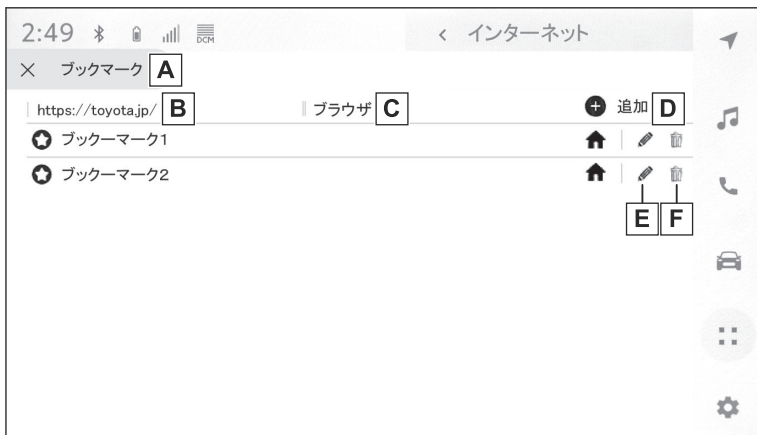 2:49 DCM < インターネット
× ブックマーク A
https://toyota.jp/ B ブラウザ C + 追加 D
ブックーマーク1
ブックーマーク2
E F